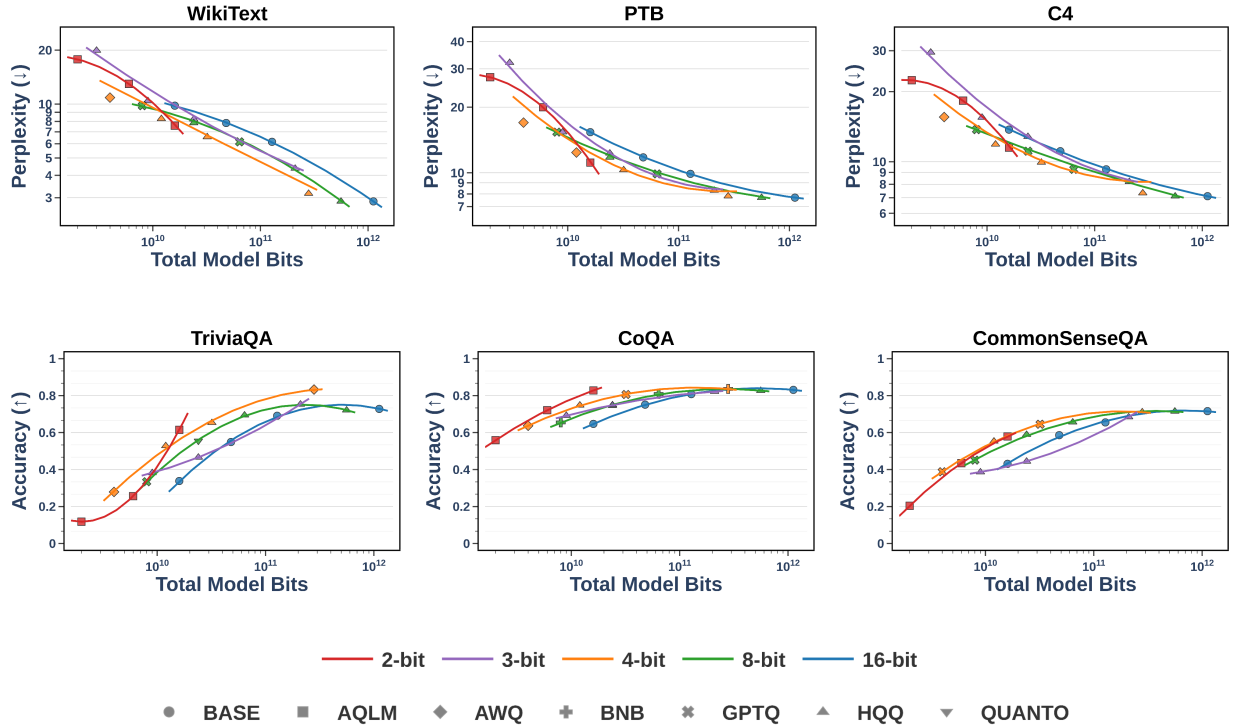 WikiText PTB C4
Perplexity (↓)
20
10
9
8
7
6
5
4
3
10^10 10^11 10^12
Total Model Bits
Perplexity (↓)
40
30
20
10
9
8
7
10^10 10^11 10^12
Total Model Bits
Perplexity (↓)
30
20
10
9
8
7
6
10^10 10^11 10^12
Total Model Bits
TriviaQA CoQA CommonSenseQA
Accuracy (↑)
1
0.8
0.6
0.4
0.2
0
10^10 10^11 10^12
Total Model Bits
Accuracy (↑)
1
0.8
0.6
0.4
0.2
0
10^10 10^11 10^12
Total Model Bits
Accuracy (↑)
1
0.8
0.6
0.4
0.2
0
10^10 10^11 10^12
Total Model Bits
2-bit 3-bit 4-bit 8-bit 16-bit
BASE AQLM AWQ BNB GPTQ HQQ QUANTO